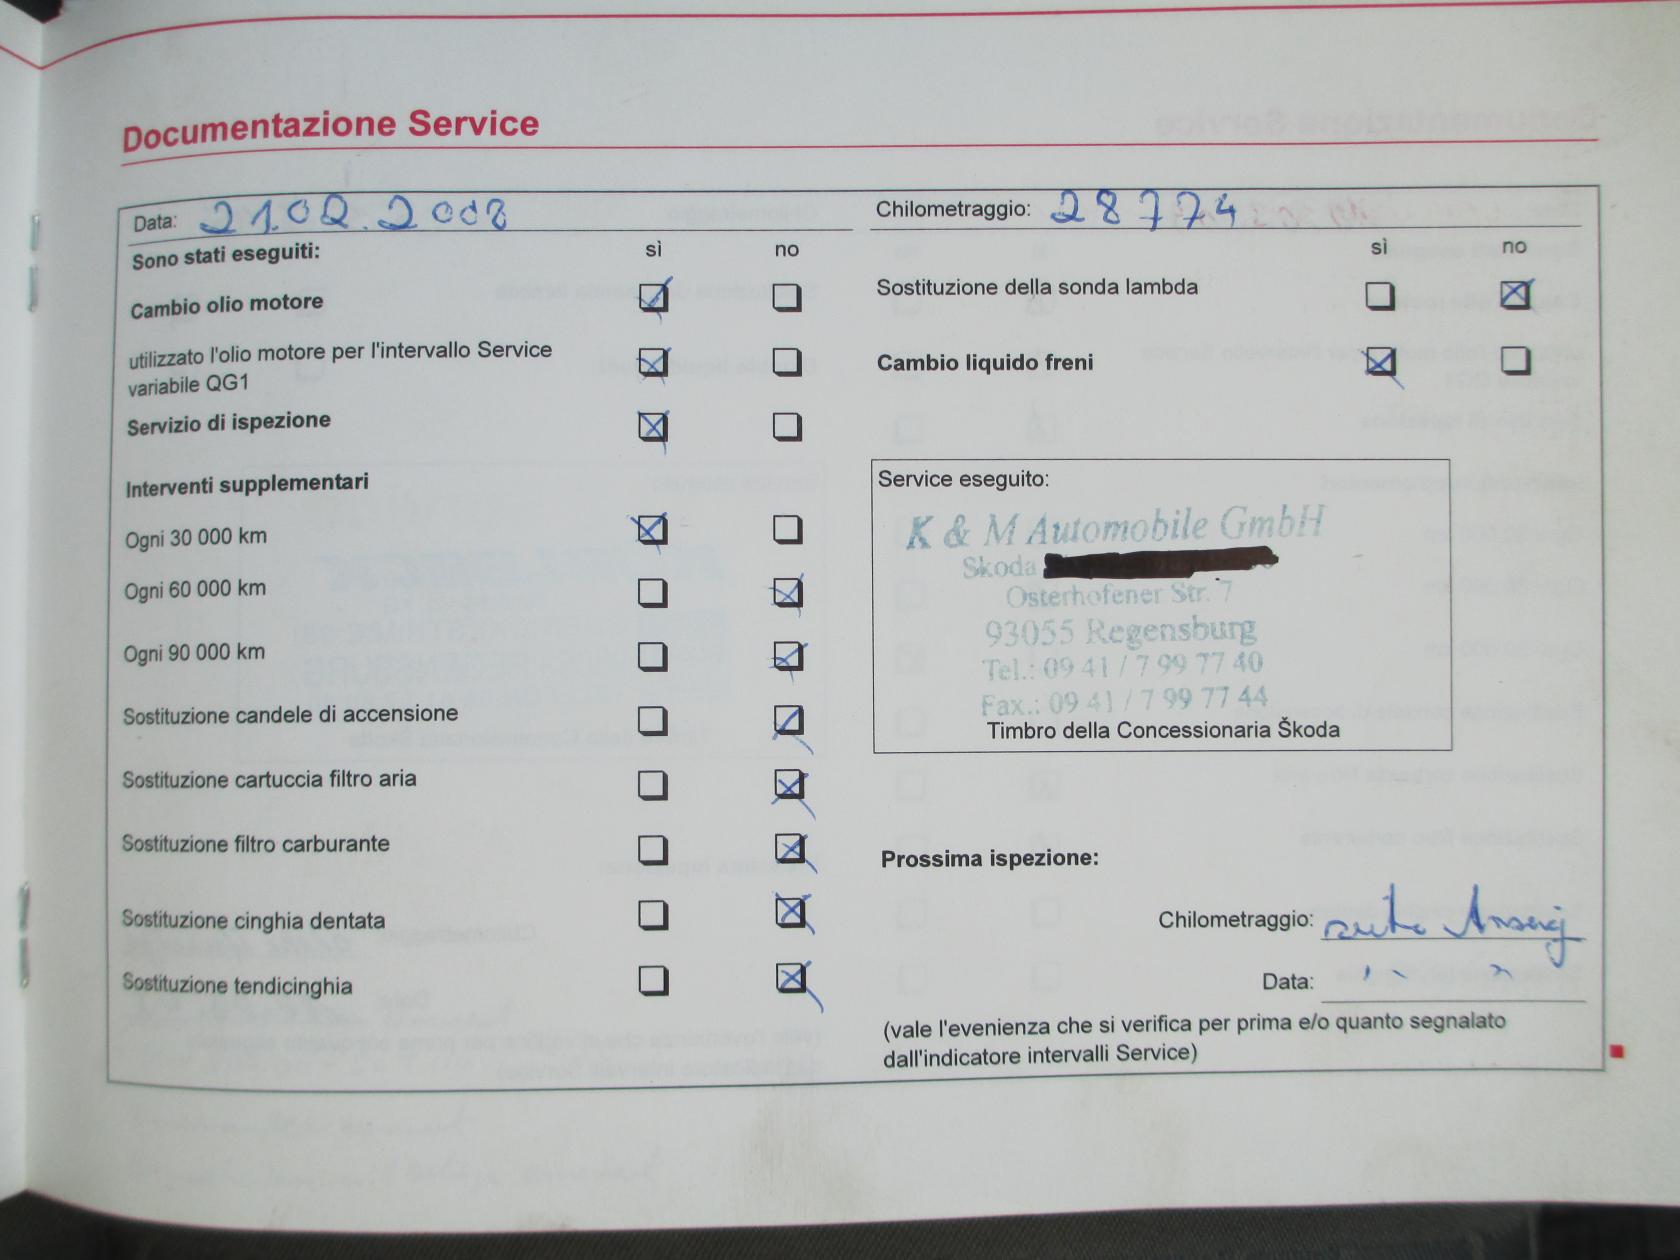 Documentazione Service
Data: 21.02.2008
Chilometraggio: 28774
Sono stati eseguiti: sì no
Cambio olio motore
utilizzato l'olio motore per l'intervallo Service
variabile QG1
Servizio di ispezione
Interventi supplementari
Ogni 30 000 km
Ogni 60 000 km
Ogni 90 000 km
Sostituzione candele di accensione
Sostituzione cartuccia filtro aria
Sostituzione filtro carburante
Sostituzione cinghia dentata
Sostituzione tendicinghia
sì no
Sostituzione della sonda lambda
Cambio liquido freni
Service eseguito:
K & M Automobile GmbH
Skoda
Osterhofener Str. 7
93055 Regensburg
Tel.: 09 41 / 7 99 77 40
Fax.: 09 41 / 7 99 77 44
Timbro della Concessionaria Škoda
Prossima ispezione:
Chilometraggio:
Data:
(vale l'evenienza che si verifica per prima e/o quanto segnalato
dall'indicatore intervalli Service)